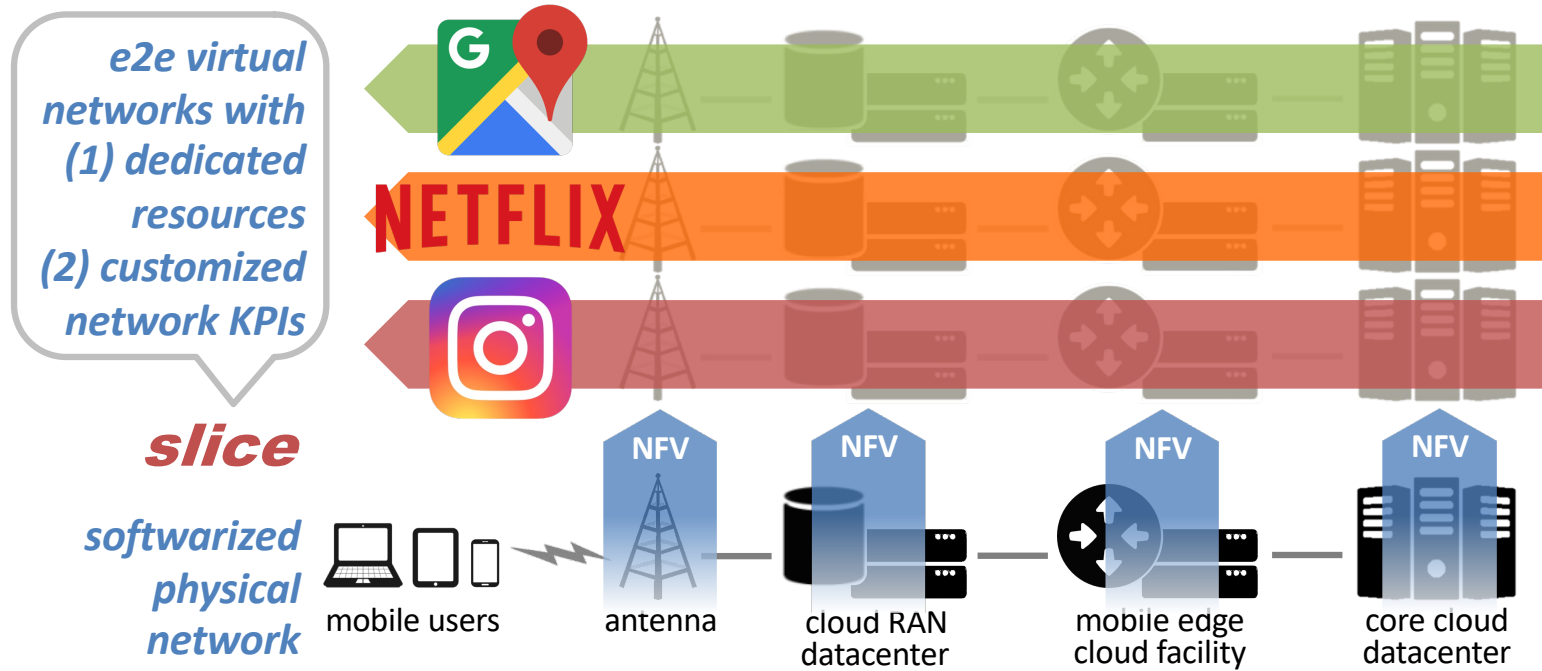 e2e virtual
networks with
(1) dedicated
resources
(2) customized
network KPIs
G
NETFLIX
slice
NFV NFV NFV NFV
softwarized
physical
network
mobile users
antenna
cloud RAN
datacenter
mobile edge
cloud facility
core cloud
datacenter